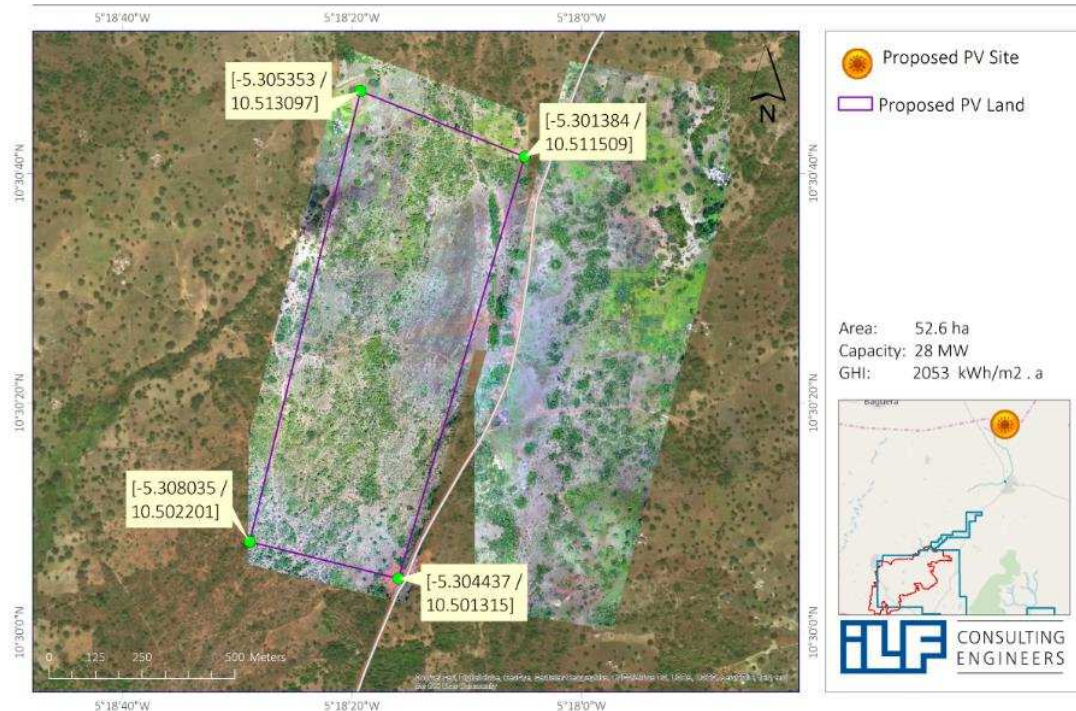 5°18'40"W
5°18'20"W
5°18'0"W
10°30'40"N
10°30'20"N
10°30'0"N
[-5.305353 /
10.513097]
[-5.301384 /
10.511509]
[-5.308035 /
10.502201]
[-5.304437 /
10.501315]
N
0 125 250 500 Meters
10°30'40"N
10°30'20"N
10°30'0"N
5°18'40"W
5°18'20"W
5°18'0"W
Proposed PV Site
Proposed PV Land
Area: 52.6 ha
Capacity: 28 MW
GHI: 2053 kWh/m2 . a
Baguera
iLF CONSULTING
ENGINEERS